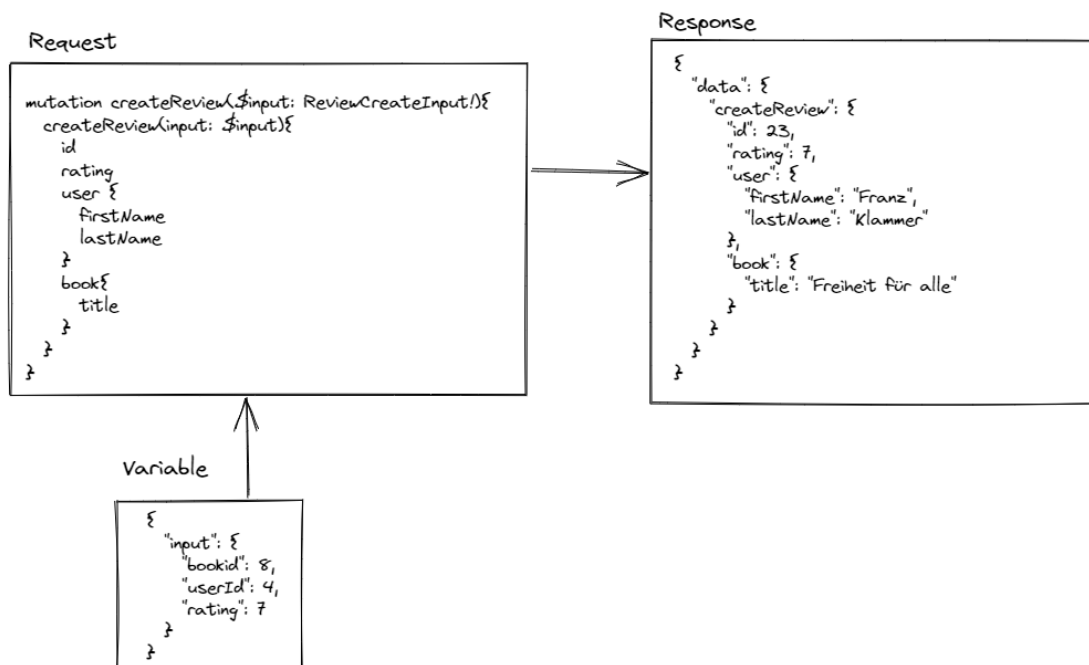 Request
mutation createReview($input: ReviewCreateInput!){
createReview(input: $input){
id
rating
user {
firstName
lastName
}
book{
title
}
}
}
Response
{
"data": {
"createReview": {
"id": 23,
"rating": 7,
"user": {
"firstName": "Franz",
"lastName": "Klammer"
},
"book": {
"title": "Freiheit für alle"
}
}
}
}
Variable
{
"input": {
"bookid": 8,
"userId": 4,
"rating": 7
}
}